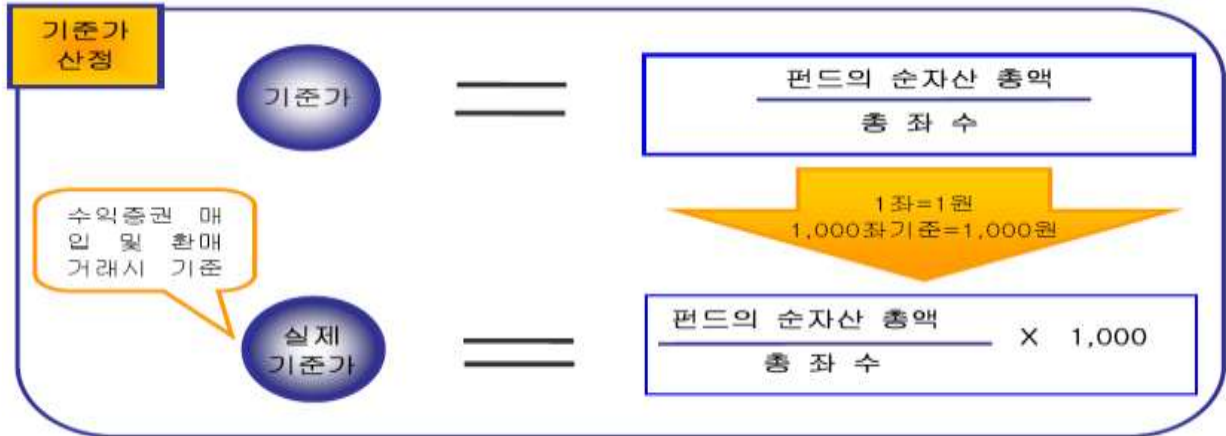 기준가
산정
기준가
펀드의 순자산 총액
총 좌 수
1좌=1원
1,000좌기준=1,000원
수익증권 매
입 및 환매
거래시 기준
실제
기준가
펀드의 순자산 총액
총 좌 수
X 1,000